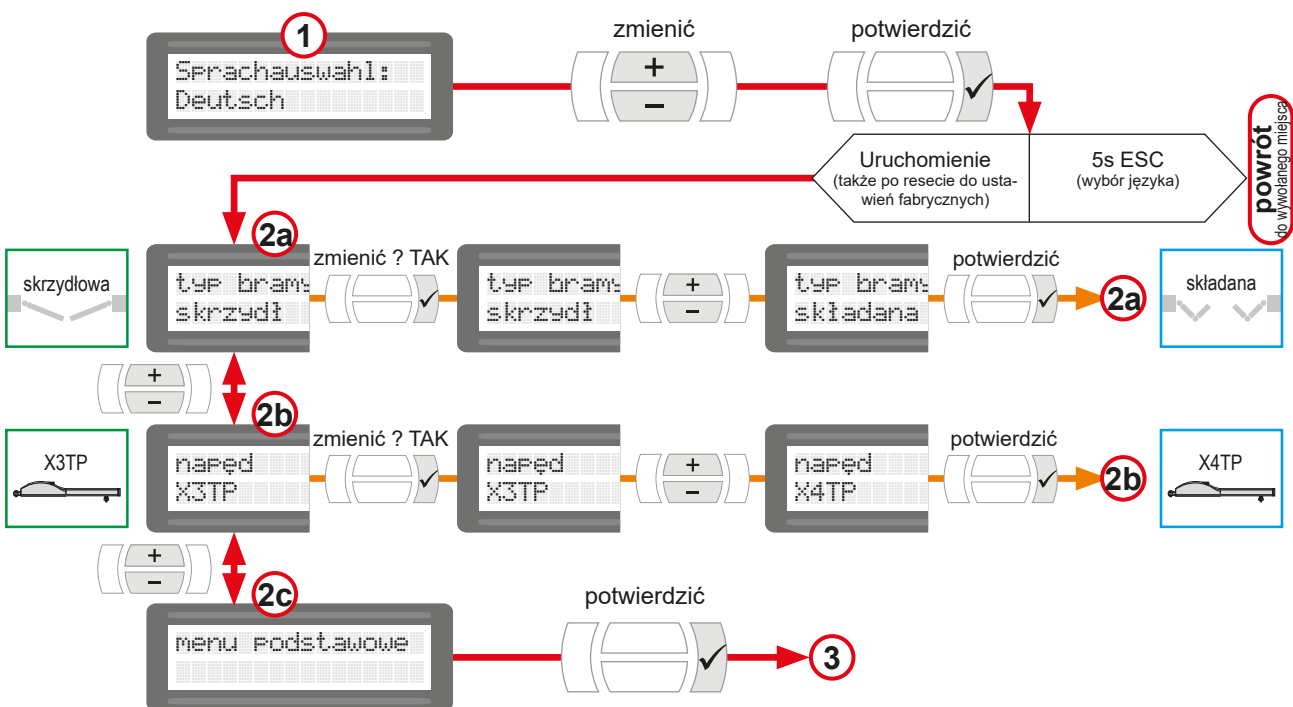 1
zmienić
potwierdzić
Sprachauswahl:
Deutsch
+
−
Uruchomienie
(także po resecie do usta-
wień fabrycznych)
5s ESC
(wybór języka)
powrót
do wywołanego miejsca
2a
skrzydłowa
typ bramy
skrzydł
zmienić ? TAK
typ bramy
skrzydł
+
−
typ bramy
składana
potwierdzić
2a
składana
+
−
2b
X3TP
napęd
X3TP
zmienić ? TAK
napęd
X3TP
+
−
napęd
X4TP
potwierdzić
2b
X4TP
+
−
2c
menu podstawowe
potwierdzić
3